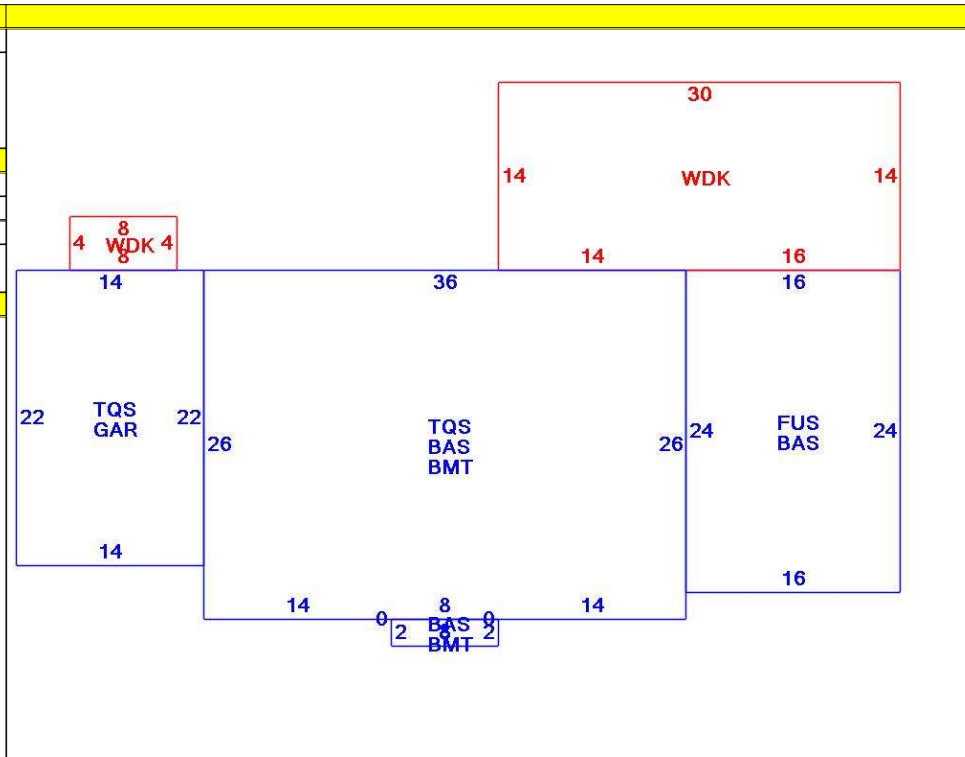 30
14 WDK 14
8
4 WDK 4
8
14 16
14 36 16
22 TQS GAR 22
26 TQS BAS BMT 26
24 FUS BAS 24
14
16
14 8 14
0 BAS 0
2 8 2
BMT